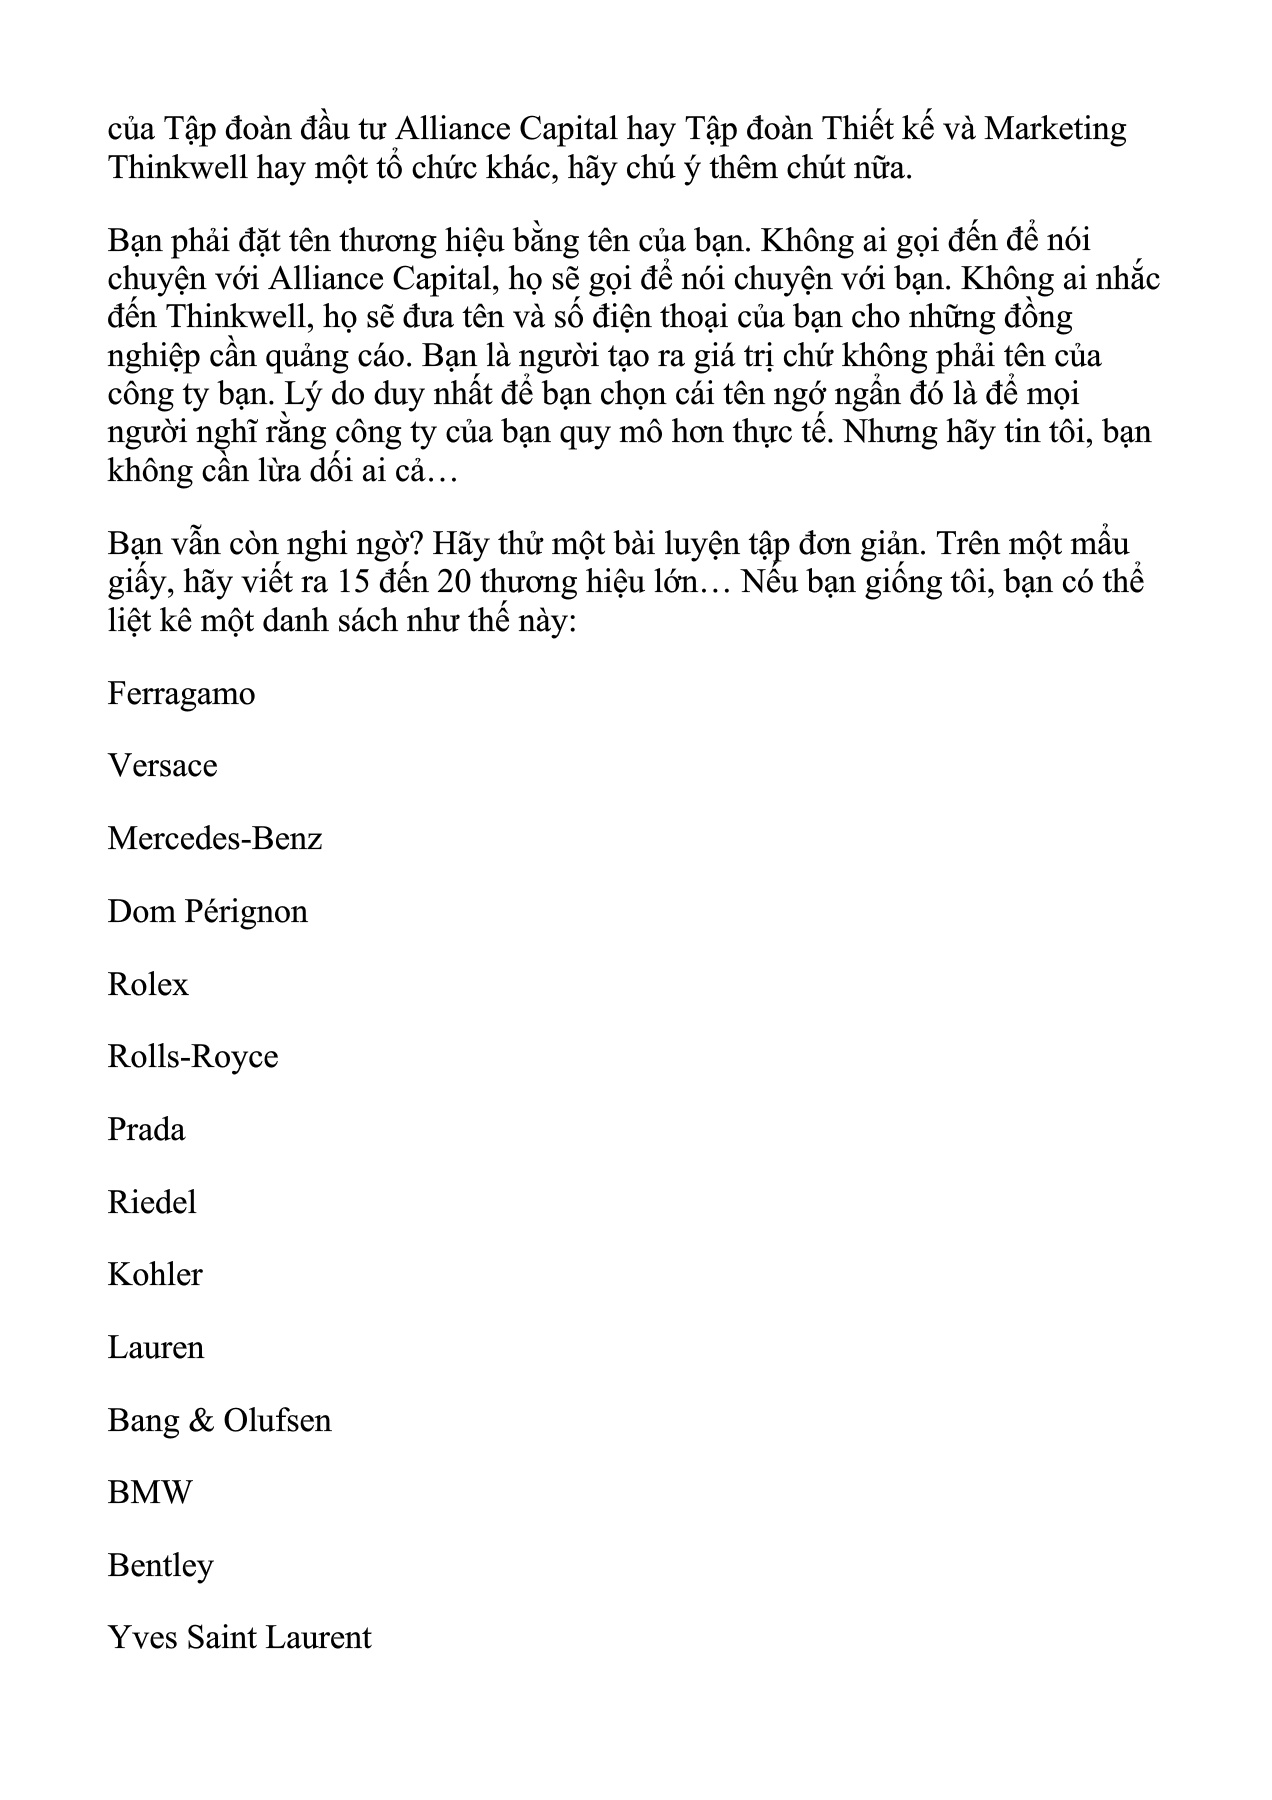 của Tập đoàn đầu tư Alliance Capital hay Tập đoàn Thiết kế và Marketing
Thinkwell hay một tổ chức khác, hãy chú ý thêm chút nữa.
Bạn phải đặt tên thương hiệu bằng tên của bạn. Không ai gọi đến để nói
chuyện với Alliance Capital, họ sẽ gọi để nói chuyện với bạn. Không ai nhắc
đến Thinkwell, họ sẽ đưa tên và số điện thoại của bạn cho những đồng
nghiệp cần quảng cáo. Bạn là người tạo ra giá trị chứ không phải tên của
công ty bạn. Lý do duy nhất để bạn chọn cái tên ngớ ngẩn đó là để mọi
người nghĩ rằng công ty của bạn quy mô hơn thực tế. Nhưng hãy tin tôi, bạn
không cần lừa dối ai cả…
Bạn vẫn còn nghi ngờ? Hãy thử một bài luyện tập đơn giản. Trên một mẩu
giấy, hãy viết ra 15 đến 20 thương hiệu lớn… Nếu bạn giống tôi, bạn có thể
liệt kê một danh sách như thế này:
Ferragamo
Versace
Mercedes-Benz
Dom Pérignon
Rolex
Rolls-Royce
Prada
Riedel
Kohler
Lauren
Bang & Olufsen
BMW
Bentley
Yves Saint Laurent